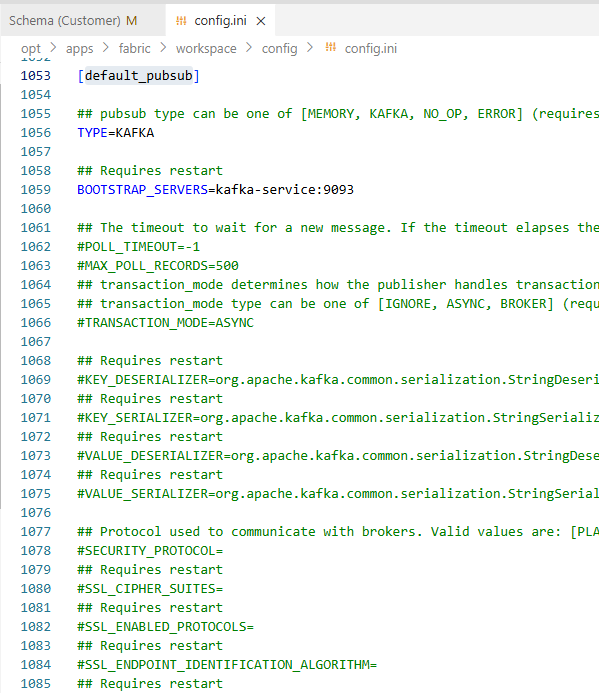 Schema (Customer) M
config.ini ×
opt > apps > fabric > workspace > config > config.ini
1052
1053 [default_pubsub]
1054
1055 ## pubsub type can be one of [MEMORY, KAFKA, NO_OP, ERROR] (requires
1056 TYPE=KAFKA
1057
1058 ## Requires restart
1059 BOOTSTRAP_SERVERS=kafka-service:9093
1060
1061 ## The timeout to wait for a new message. If the timeout elapses the
1062 #POLL_TIMEOUT=-1
1063 #MAX_POLL_RECORDS=500
1064 ## transaction_mode determines how the publisher handles transaction
1065 ## transaction_mode type can be one of [IGNORE, ASYNC, BROKER] (requ
1066 #TRANSACTION_MODE=ASYNC
1067
1068 ## Requires restart
1069 #KEY_DESERIALIZER=org.apache.kafka.common.serialization.StringDeseri
1070 ## Requires restart
1071 #KEY_SERIALIZER=org.apache.kafka.common.serialization.StringSerializ
1072 ## Requires restart
1073 #VALUE_DESERIALIZER=org.apache.kafka.common.serialization.StringDese
1074 ## Requires restart
1075 #VALUE_SERIALIZER=org.apache.kafka.common.serialization.StringSerial
1076
1077 ## Protocol used to communicate with brokers. Valid values are: [PLA
1078 #SECURITY_PROTOCOL=
1079 ## Requires restart
1080 #SSL_CIPHER_SUITES=
1081 ## Requires restart
1082 #SSL_ENABLED_PROTOCOLS=
1083 ## Requires restart
1084 #SSL_ENDPOINT_IDENTIFICATION_ALGORITHM=
1085 ## Requires restart